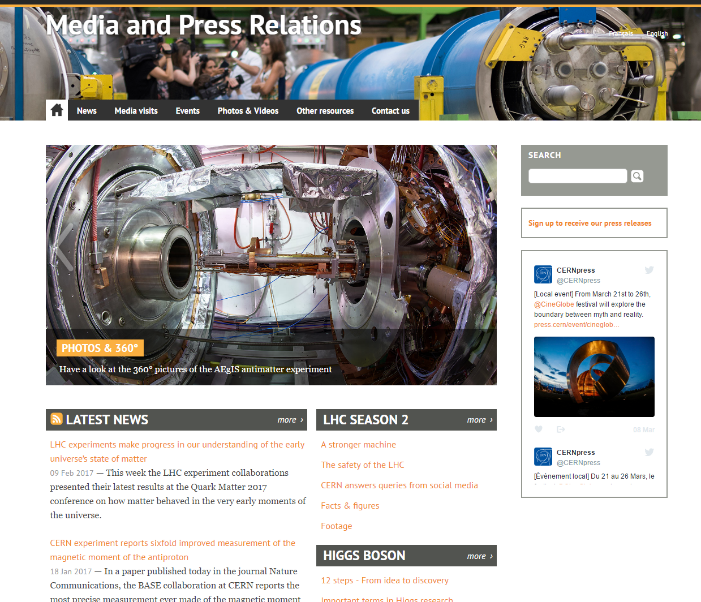 Media and Press Relations
Français English
News Media visits Events Photos & Videos Other resources Contact us
PHOTOS & 360°
Have a look at the 360° pictures of the AEgIS antimatter experiment
LATEST NEWS more ›
LHC experiments make progress in our understanding of the early
universe's state of matter
09 Feb 2017 — This week the LHC experiment collaborations
presented their latest results at the Quark Matter 2017
conference on how matter behaved in the very early moments of
the universe.
CERN experiment reports sixfold improved measurement of the
magnetic moment of the antiproton
18 Jan 2017 — In a paper published today in the journal Nature
Communications, the BASE collaboration at CERN reports the
most precise measurement ever made of the magnetic moment
LHC SEASON 2 more ›
A stronger machine
The safety of the LHC
CERN answers queries from social media
Facts & figures
Footage
HIGGS BOSON more ›
12 steps - From idea to discovery
Important terms in Higgs research
SEARCH
Sign up to receive our press releases
CERNpress
@CERNpress
[Local event] From March 21st to 26th,
@CineGlobe festival will explore the
boundary between myth and reality.
press.cern/event/cineglob...
Mar
CERNpress
@CERNpress
[Évènement local] Du 21 au 26 Mars, le